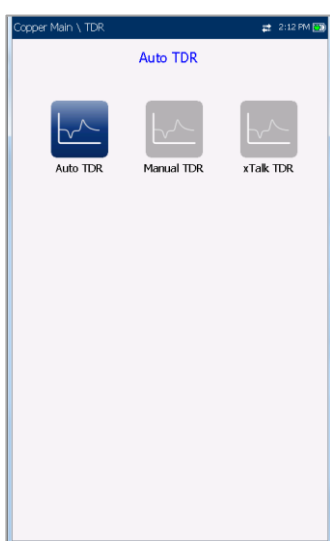 Copper Main \ TDR 2:12 PM
Auto TDR
Auto TDR Manual TDR xTalk TDR